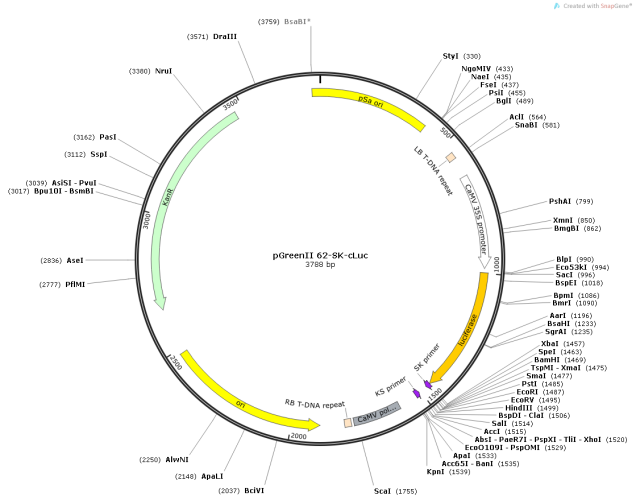 Created with SnapGene®
(3759) BsaBI*
StyI (330)
NgoMIV (433)
NaeI (435)
FseI (437)
PsiI (455)
BglI (489)
AclI (564)
SnaBI (581)
PshAI (799)
XmnI (850)
BmgBI (862)
BlpI (990)
Eco53kI (994)
SacI (996)
BspEI (1018)
BpmI (1086)
BmrI (1090)
AarI (1196)
BsaHI (1233)
SgrAI (1235)
XbaI (1457)
SpeI (1463)
BamHI (1469)
TspMI - XmaI (1475)
SmaI (1477)
PstI (1485)
EcoRI (1487)
EcoRV (1495)
HindIII (1499)
BspDI - ClaI (1506)
SalI (1514)
AccI (1515)
AbsI - PaeR7I - PspXI - TliI - XhoI (1520)
EcoO109I - PspOMI (1529)
ApaI (1533)
Acc65I - BanI (1535)
KpnI (1539)
ScaI (1755)
(2037) BciVI
(2148) ApaLI
(2250) AlwNI
(2777) PflMI
(2836) AseI
(3017) Bpu10I - BsmBI
(3039) AsiSI - PvuI
(3112) SspI
(3162) PasI
(3380) NruI
(3571) DraIII
pSa ori
LB T-DNA repeat
CaMV 35S promoter
luciferase
SK primer
KS primer
CaMV pol...
RB T-DNA repeat
ori
KanR
500
1000
1500
2000
2500
3000
3500
pGreenII 62-SK-cLuc
3788 bp